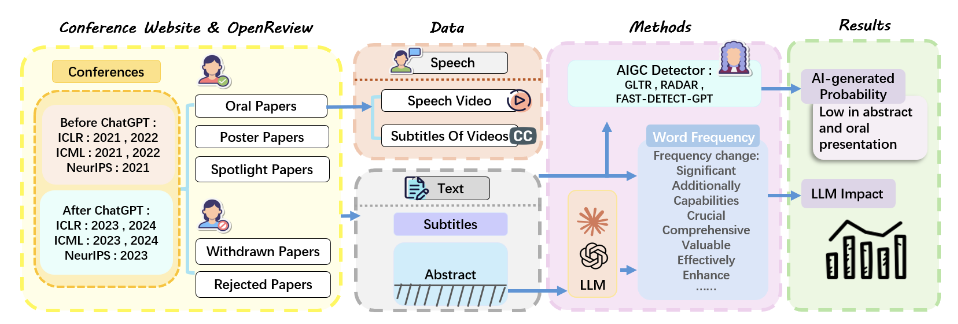 Conference Website & OpenReview
Conferences
Before ChatGPT :
ICLR : 2021 , 2022
ICML : 2021 , 2022
NeurIPS : 2021
After ChatGPT :
ICLR : 2023 , 2024
ICML : 2023 , 2024
NeurIPS : 2023
Oral Papers
Poster Papers
Spotlight Papers
Withdrawn Papers
Rejected Papers
Data
Speech
Speech Video
Subtitles Of Videos
CC
Text
Subtitles
Abstract
Methods
AIGC Detector :
GLTR , RADAR ,
FAST-DETECT-GPT
LLM
Word Frequency
Frequency change:
Significant
Additionally
Capabilities
Crucial
Comprehensive
Valuable
Effectively
Enhance
......
Results
AI-generated
Probability
Low in abstract
and oral
presentation
LLM Impact